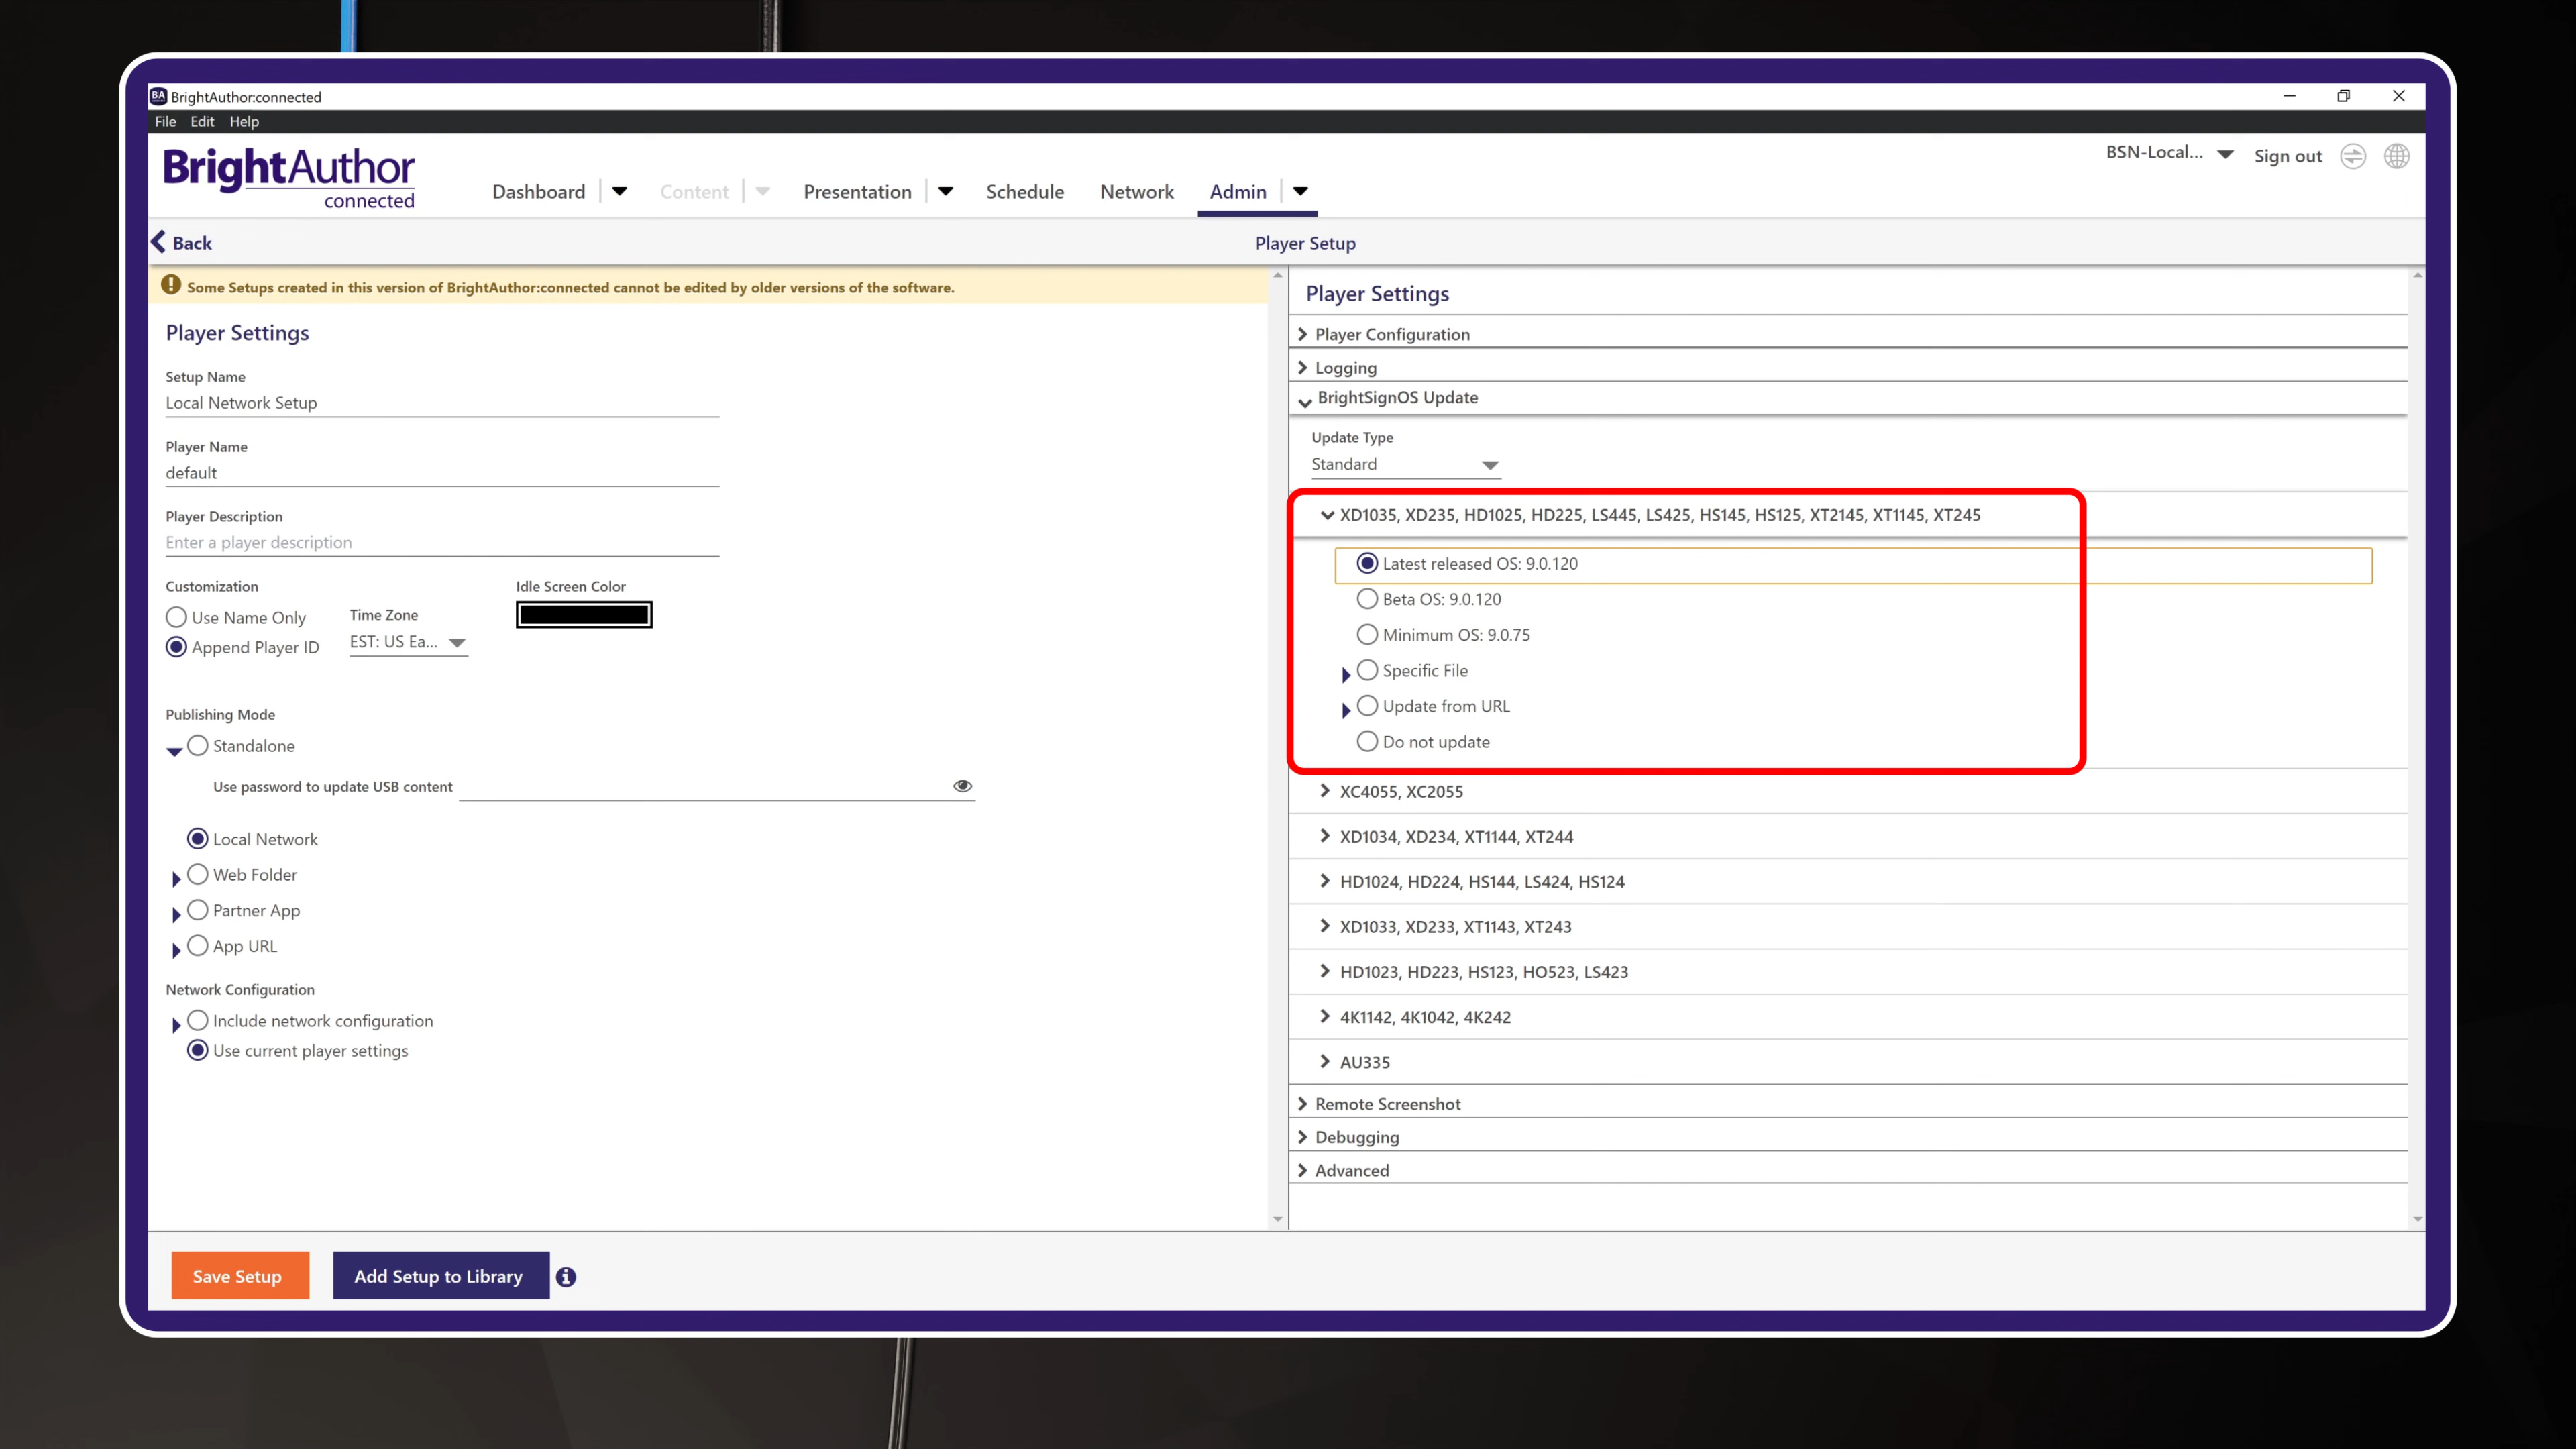 BA BrightAuthor:connected
File Edit Help
BrightAuthor
connected
Dashboard Content Presentation Schedule Network Admin
BSN-Local... Sign out
Back
Player Setup
Some Setups created in this version of BrightAuthor:connected cannot be edited by older versions of the software.
Player Settings
Setup Name
Local Network Setup
Player Name
default
Player Description
Enter a player description
Customization
Use Name Only
Append Player ID
Time Zone
EST: US Ea...
Idle Screen Color
Publishing Mode
Standalone
Use password to update USB content
Local Network
Web Folder
Partner App
App URL
Network Configuration
Include network configuration
Use current player settings
Player Settings
Player Configuration
Logging
BrightSignOS Update
Update Type
Standard
XD1035, XD235, HD1025, HD225, LS445, LS425, HS145, HS125, XT2145, XT1145, XT245
Latest released OS: 9.0.120
Beta OS: 9.0.120
Minimum OS: 9.0.75
Specific File
Update from URL
Do not update
XC4055, XC2055
XD1034, XD234, XT1144, XT244
HD1024, HD224, HS144, LS424, HS124
XD1033, XD233, XT1143, XT243
HD1023, HD223, HS123, HO523, LS423
4K1142, 4K1042, 4K242
AU335
Remote Screenshot
Debugging
Advanced
Save Setup
Add Setup to Library